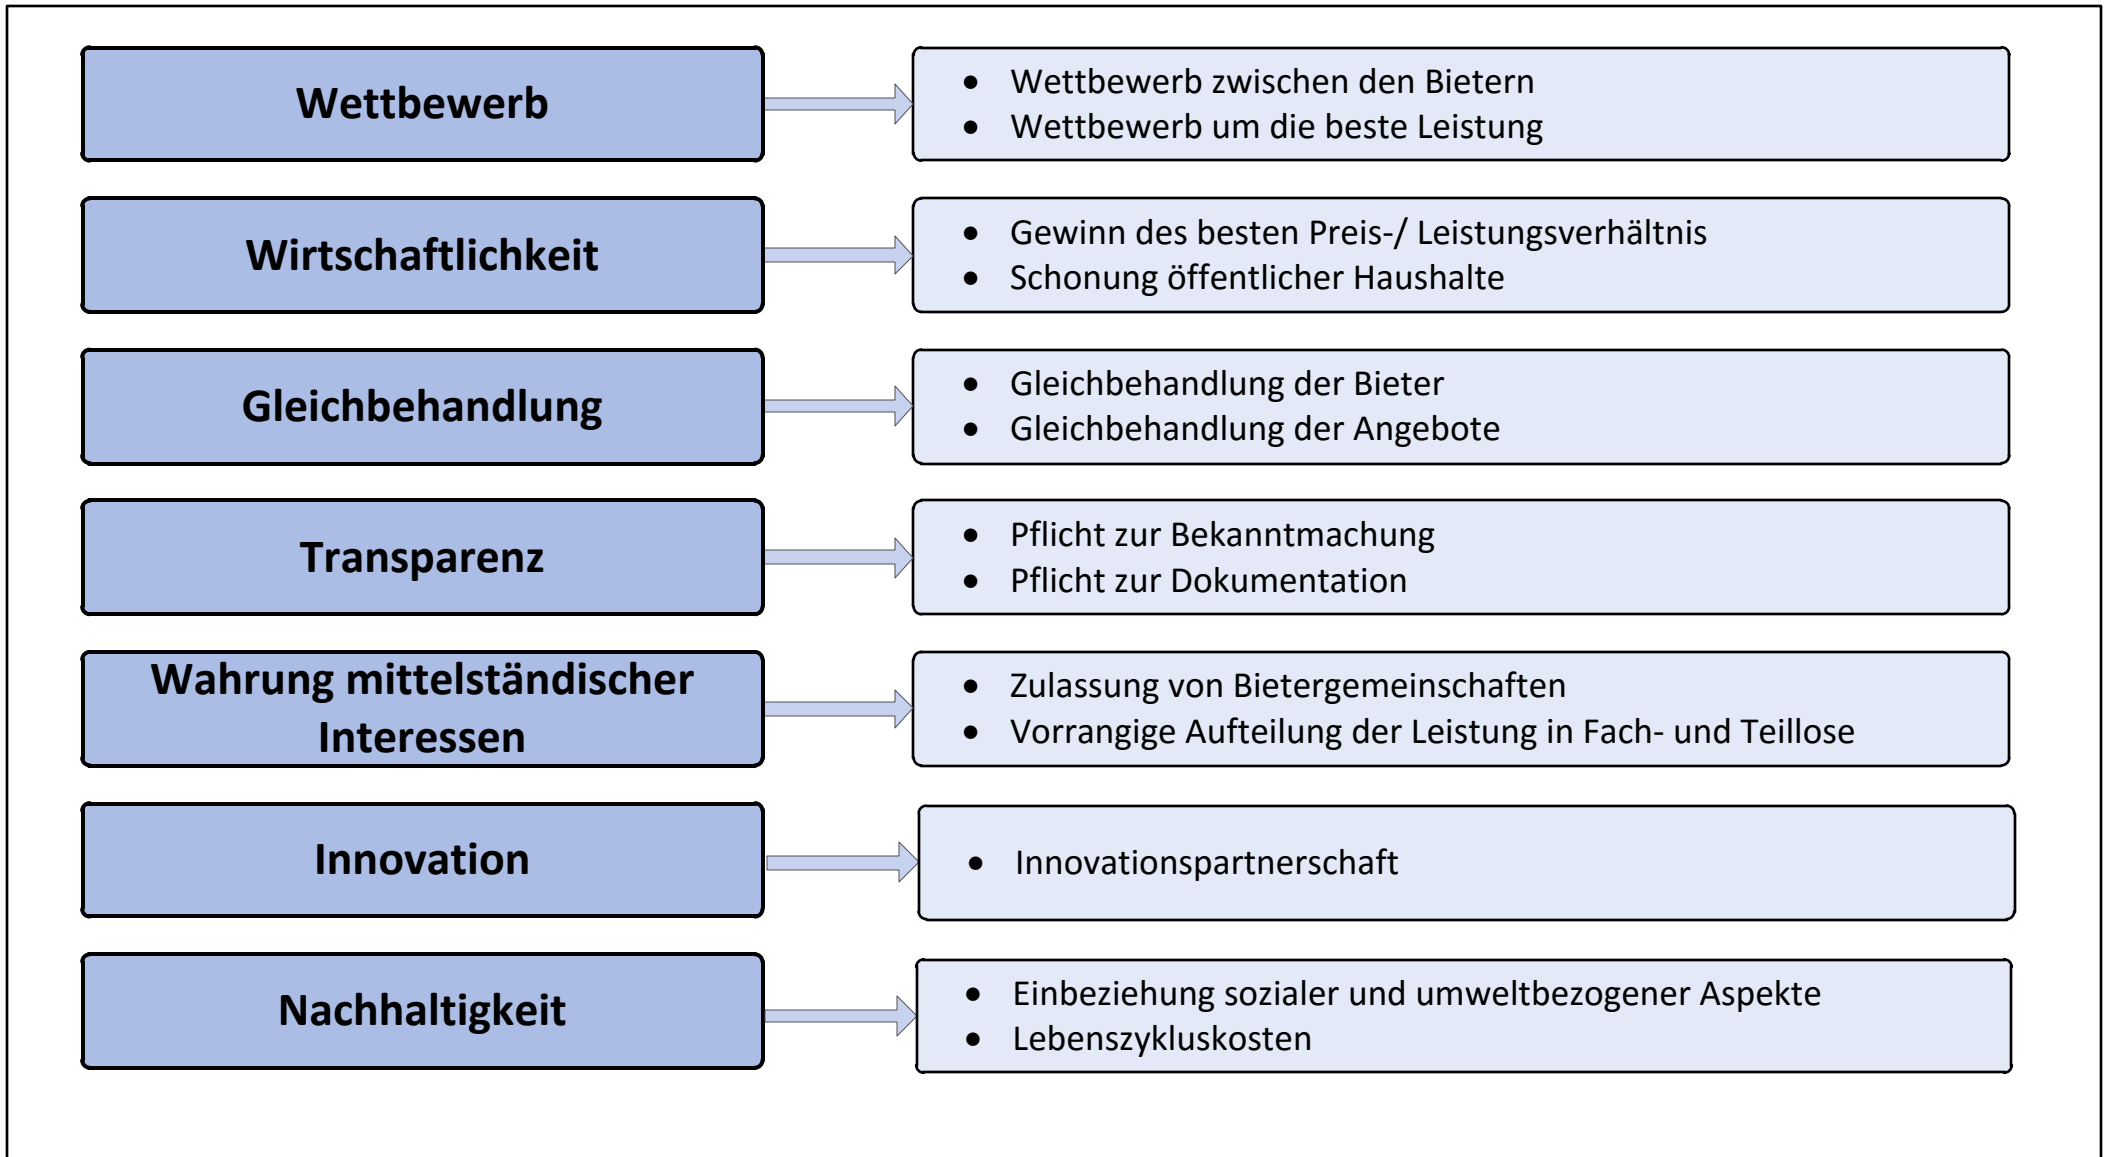 Wettbewerb
• Wettbewerb zwischen den Bietern
• Wettbewerb um die beste Leistung
Wirtschaftlichkeit
• Gewinn des besten Preis-/ Leistungsverhältnis
• Schonung öffentlicher Haushalte
Gleichbehandlung
• Gleichbehandlung der Bieter
• Gleichbehandlung der Angebote
Transparenz
• Pflicht zur Bekanntmachung
• Pflicht zur Dokumentation
Wahrung mittelständischer
Interessen
• Zulassung von Bietergemeinschaften
• Vorrangige Aufteilung der Leistung in Fach- und Teillose
Innovation
• Innovationspartnerschaft
Nachhaltigkeit
• Einbeziehung sozialer und umweltbezogener Aspekte
• Lebenszykluskosten